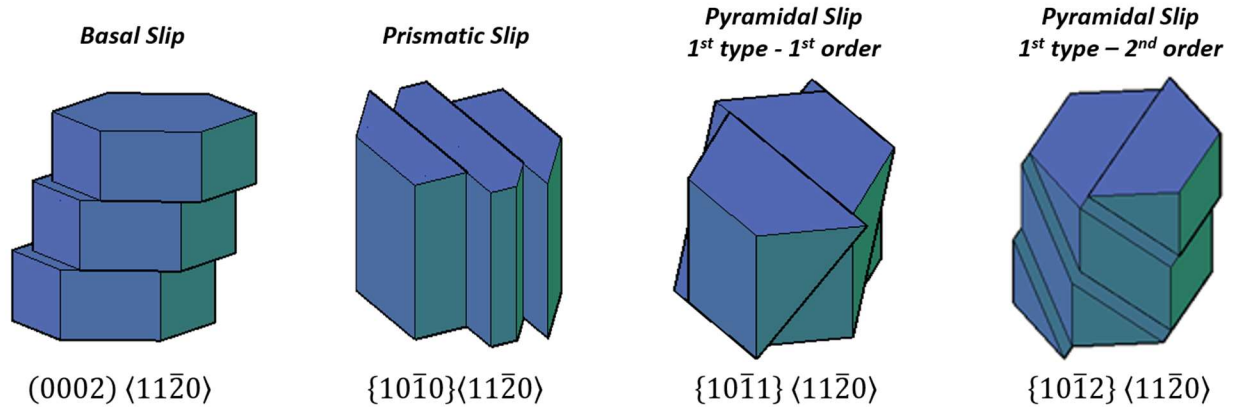 Basal Slip
Prismatic Slip
Pyramidal Slip
1st type - 1st order
Pyramidal Slip
1st type – 2nd order
(0002) ⟨112̅0⟩
{101̅0}⟨112̅0⟩
{101̅1} ⟨112̅0⟩
{101̅2} ⟨112̅0⟩